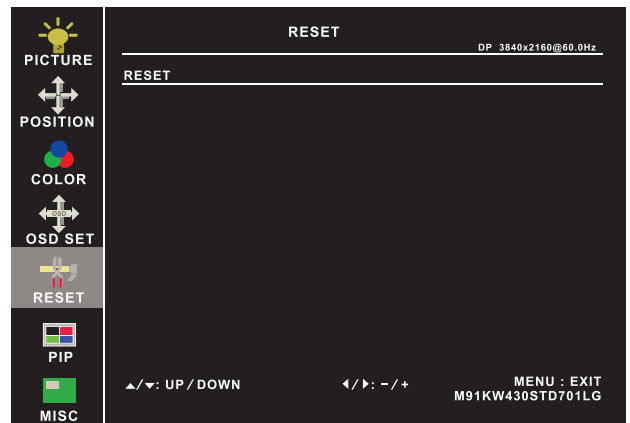 RESET
DP 3840x2160@60.0Hz
RESET
PICTURE
POSITION
COLOR
OSD
OSD SET
RESET
PIP
MISC
▲/▼: UP / DOWN
◀/▶: − / +
MENU : EXIT
M91KW430STD701LG